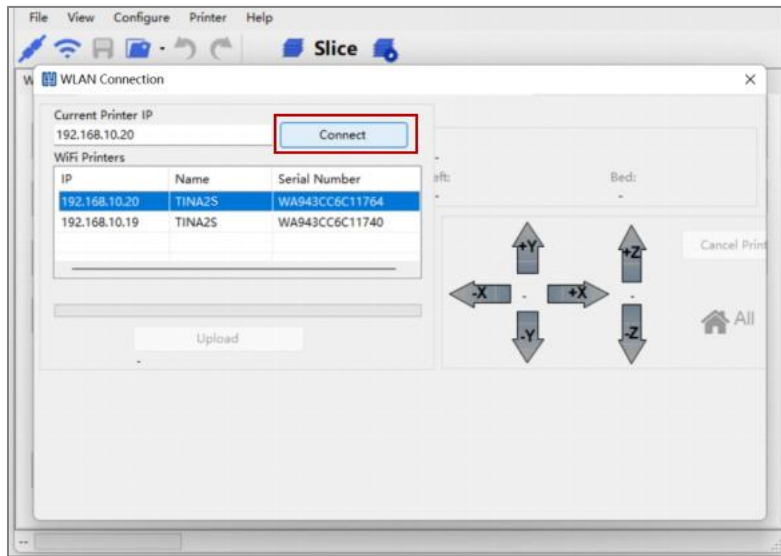 File View Configure Printer Help
Slice
W WLAN Connection
Current Printer IP
192.168.10.20 Connect
WiFi Printers
IP Name Serial Number
192.168.10.20 TINA2S WA943CC6C11764
192.168.10.19 TINA2S WA943CC6C11740
Upload
-
-
eft: Bed:
- -
+Y +Z Cancel Print
-X - +X -
-Y -Z All
--